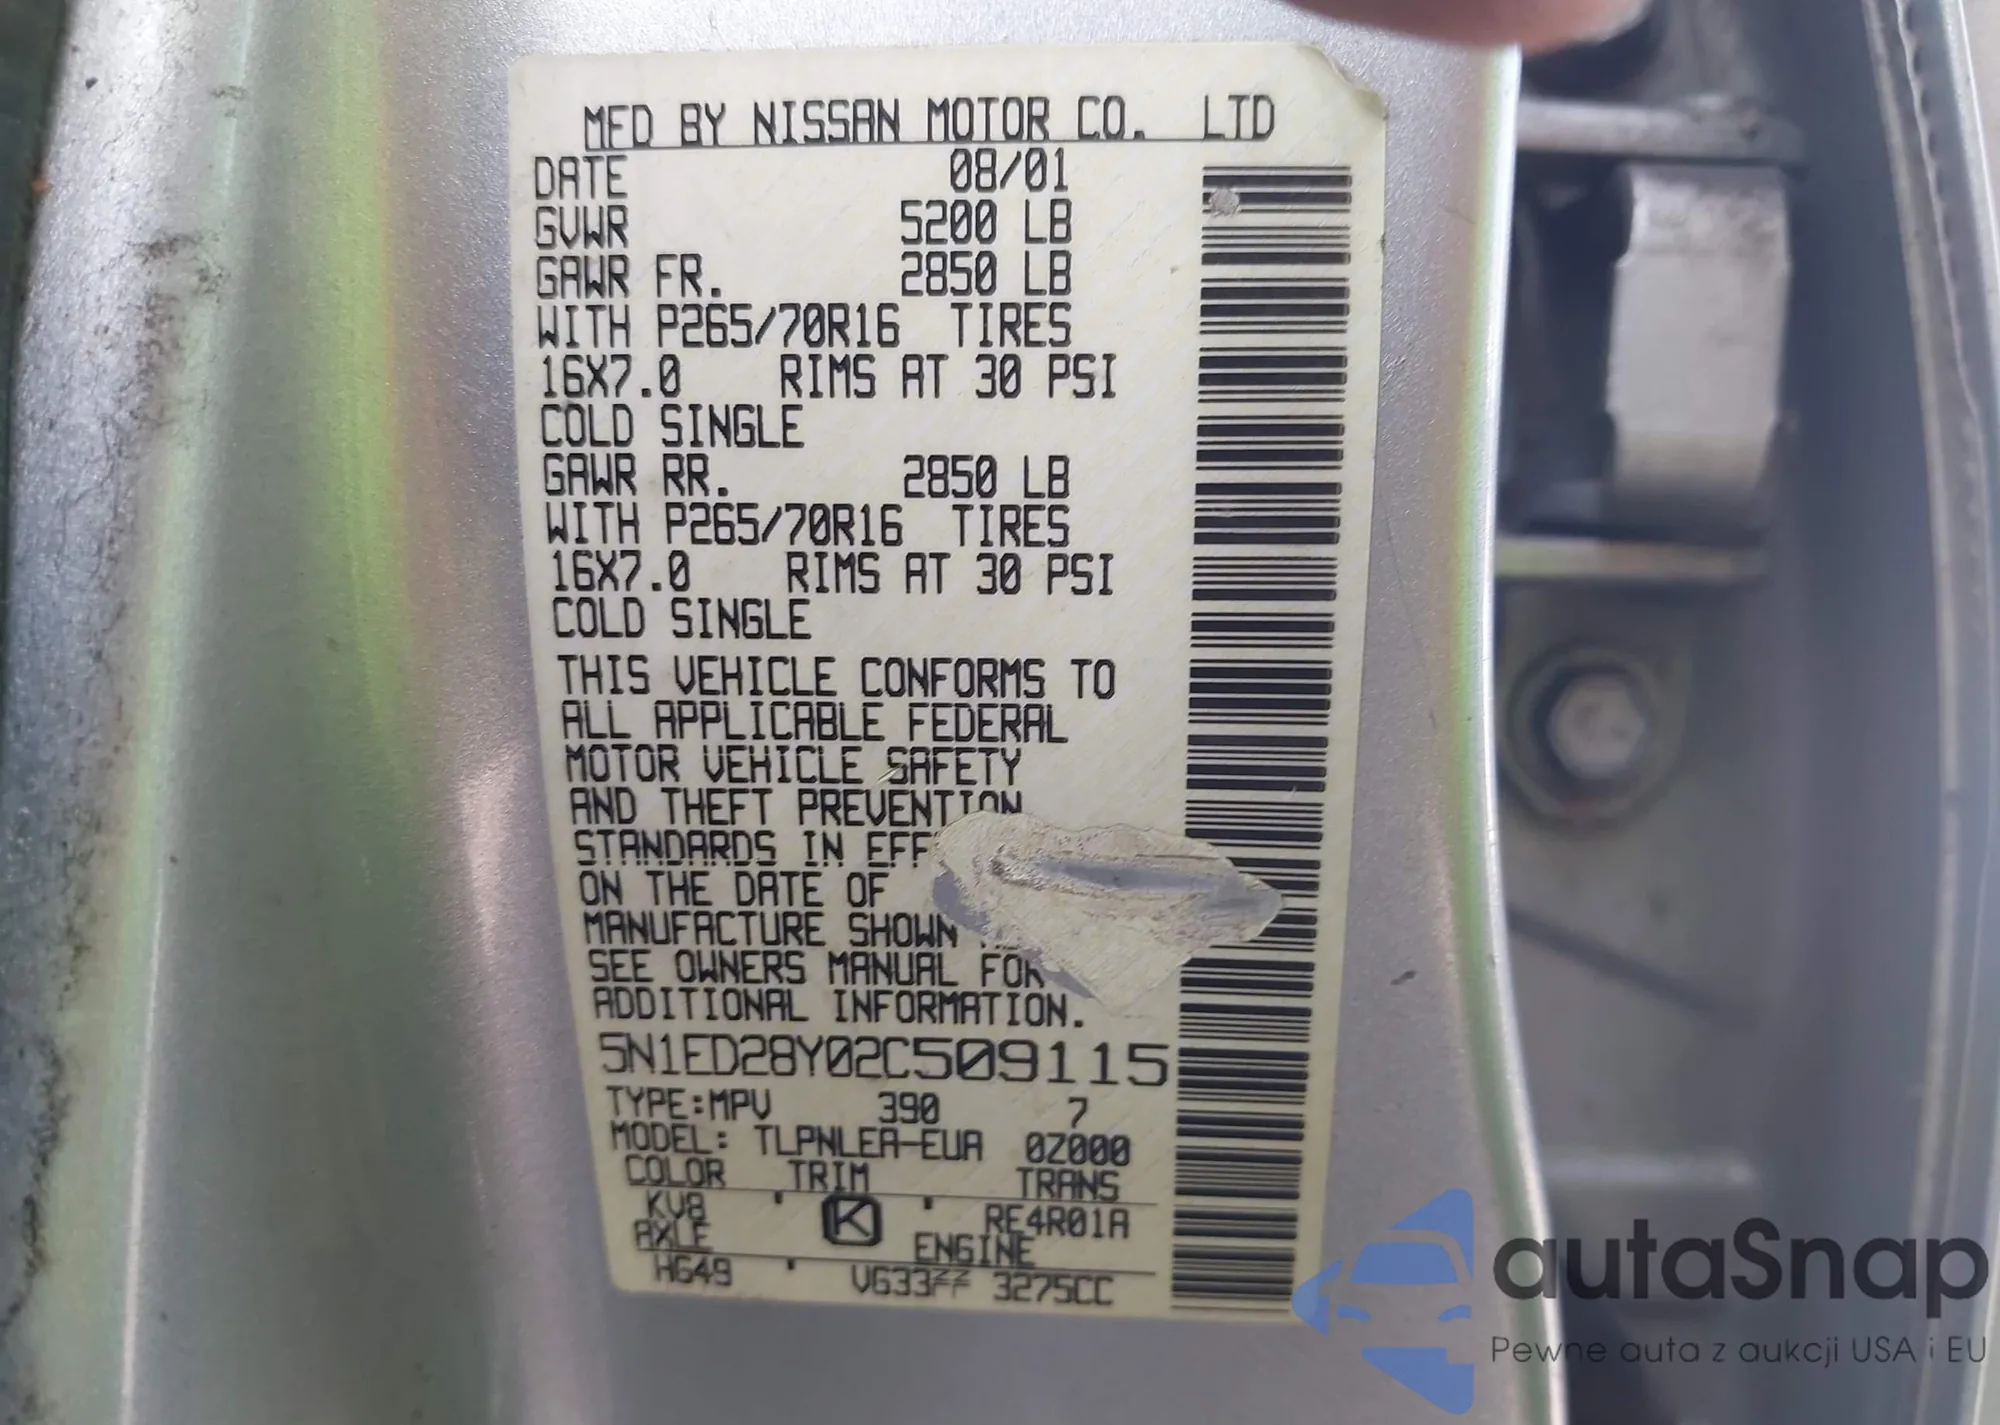 MFD BY NISSAN MOTOR CO. LTD
DATE 08/01
GVWR 5200 LB
GAWR FR. 2850 LB
WITH P265/70R16 TIRES
16X7.0 RIMS AT 30 PSI
COLD SINGLE
GAWR RR. 2850 LB
WITH P265/70R16 TIRES
16X7.0 RIMS AT 30 PSI
COLD SINGLE
THIS VEHICLE CONFORMS TO
ALL APPLICABLE FEDERAL
MOTOR VEHICLE SAFETY
AND THEFT PREVENTION
STANDARDS IN
ON THE DATE OF
MANUFACTURE SHOWN
SEE OWNERS MANUAL FOR
ADDITIONAL INFORMATION.
5N1ED28Y02C509115
TYPE:MPV 390 7
MODEL: TLPNLEA-EUA 0Z000
COLOR TRIM TRANS
KV8 K RE4R01A
AXLE ENGINE
HG49 VG33 3275CC
autaSnap
Pewne auta z aukcji USA i EU